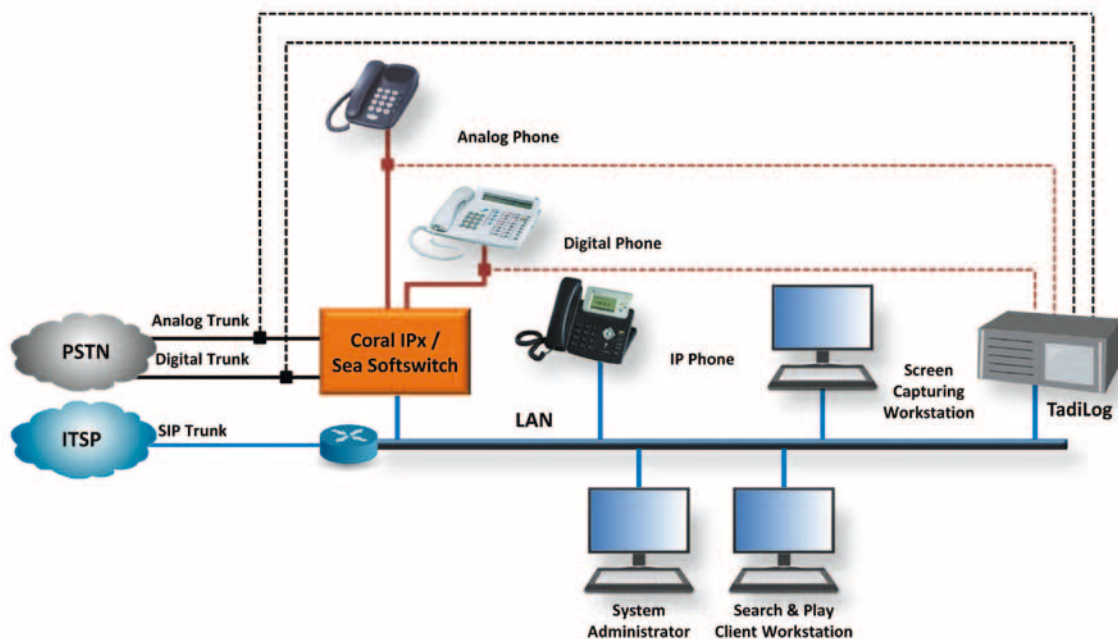 Analog Phone
Digital Phone
Analog Trunk
PSTN
Digital Trunk
Coral IPx /
Sea Softswitch
IP Phone
Screen
Capturing
Workstation
TadiLog
LAN
ITSP
SIP Trunk
System
Administrator
Search & Play
Client Workstation